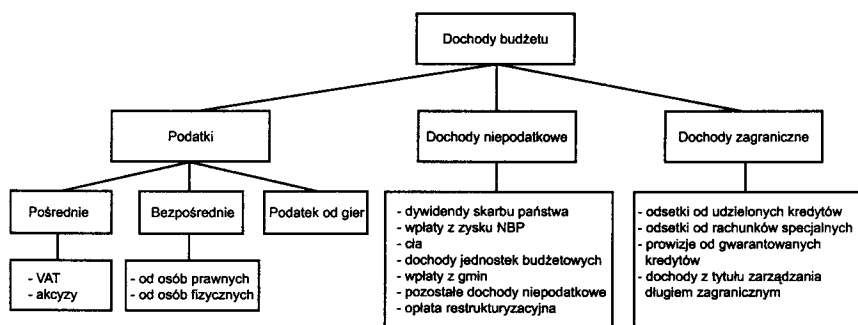 Dochody budżetu
Podatki
Dochody niepodatkowe
Dochody zagraniczne
Pośrednie
Bezpośrednie
Podatek od gier
- VAT
- akcyzy
- od osób prawnych
- od osób fizycznych
- dywidendy skarbu państwa
- wpłaty z zysku NBP
- cła
- dochody jednostek budżetowych
- wpłaty z gmin
- pozostałe dochody niepodatkowe
- opłata restrukturyzacyjna
- odsetki od udzielonych kredytów
- odsetki od rachunków specjalnych
- prowizje od gwarantowanych
kredytów
- dochody z tytułu zarządzania
długiem zagranicznym